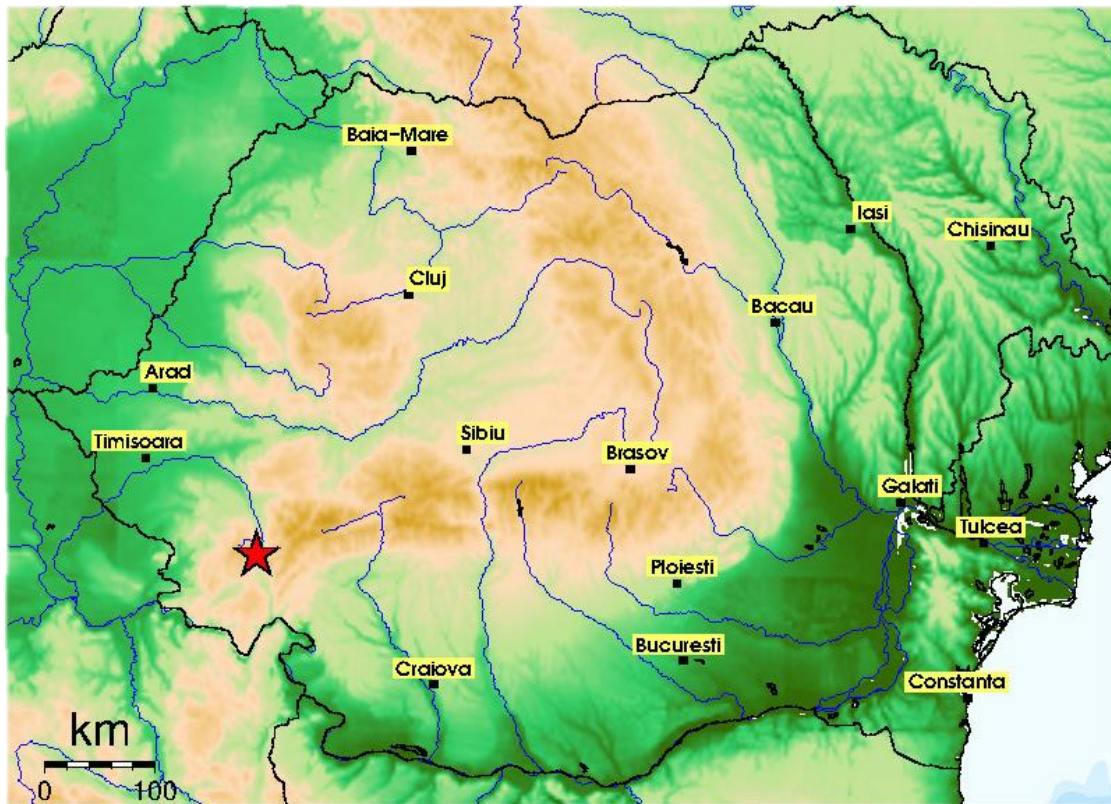 Baia-Mare
Iasi
Chisinau
Cluj
Bacau
Arad
Timisoara
Sibiu
Brasov
Galati
Tulcea
Ploiesti
Bucuresti
Craiova
Constanta
km
0 100